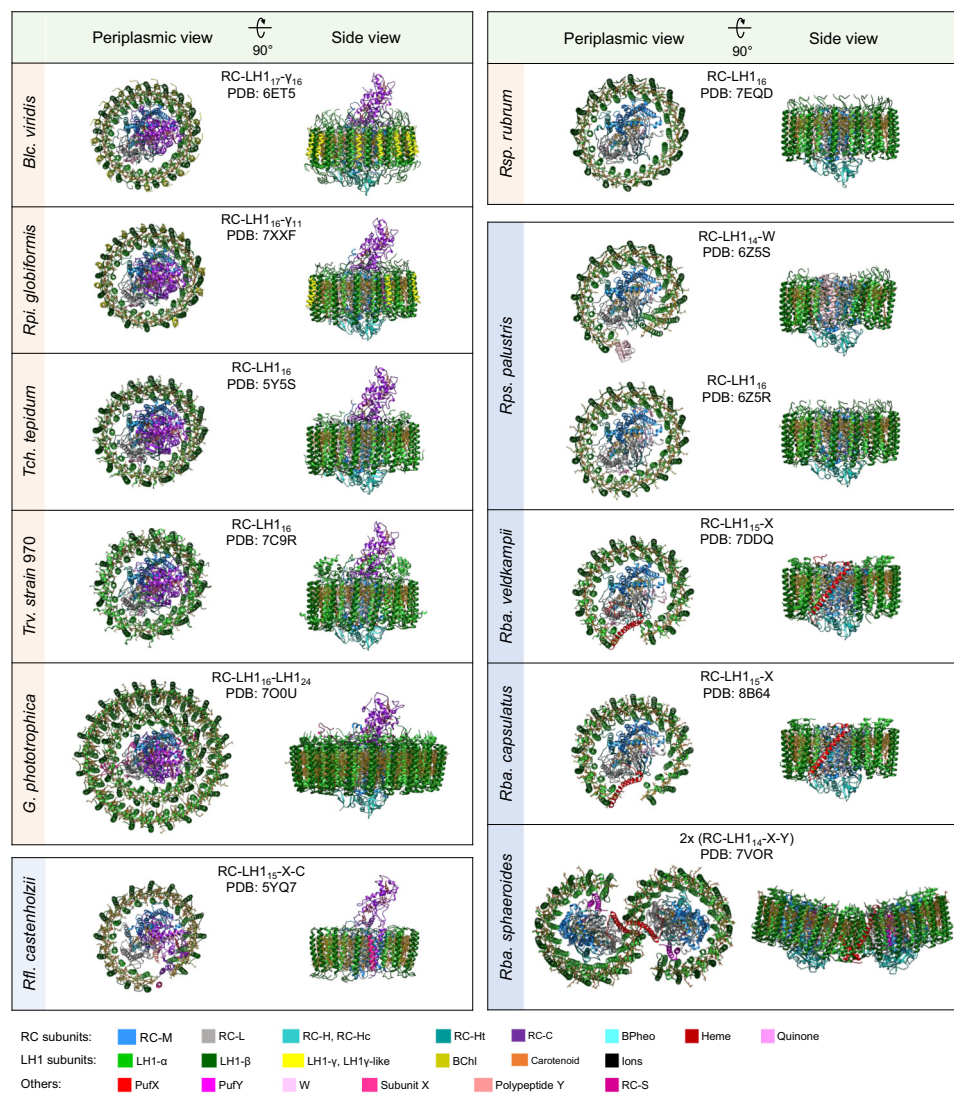 Periplasmic view
90°
Side view
Blc. viridis
RC-LH1₁₇-γ₁₆
PDB: 6ET5
Rpi. globiformis
RC-LH1₁₆-γ₁₁
PDB: 7XXF
Tch. tepidum
RC-LH1₁₆
PDB: 5Y5S
Trv. strain 970
RC-LH1₁₆
PDB: 7C9R
G. phototrophica
RC-LH1₁₆-LH1₂₄
PDB: 7O0U
Rfl. castenholzii
RC-LH1₁₅-X-C
PDB: 5YQ7
Periplasmic view
90°
Side view
Rsp. rubrum
RC-LH1₁₆
PDB: 7EQD
Rps. palustris
RC-LH1₁₄-W
PDB: 6Z5S
RC-LH1₁₆
PDB: 6Z5R
Rba. veldkampii
RC-LH1₁₅-X
PDB: 7DDQ
Rba. capsulatus
RC-LH1₁₅-X
PDB: 8B64
Rba. sphaeroides
2x (RC-LH1₁₄-X-Y)
PDB: 7VOR
RC subunits: RC-M RC-L RC-H, RC-Hc RC-Ht RC-C BPheo Heme Quinone
LH1 subunits: LH1-α LH1-β LH1-γ, LH1γ-like BChl Carotenoid Ions
Others: PufX PufY W Subunit X Polypeptide Y RC-S